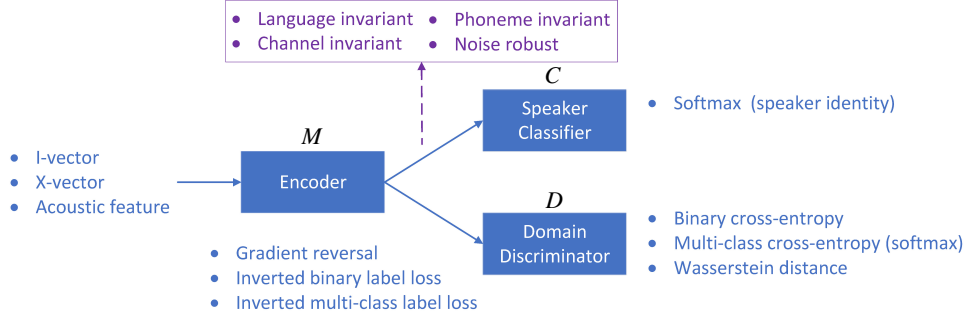 ● Language invariant ● Phoneme invariant
● Channel invariant ● Noise robust
C
Speaker
Classifier
● Softmax (speaker identity)
M
Encoder
● I-vector
● X-vector
● Acoustic feature
D
Domain
Discriminator
● Binary cross-entropy
● Multi-class cross-entropy (softmax)
● Wasserstein distance
● Gradient reversal
● Inverted binary label loss
● Inverted multi-class label loss